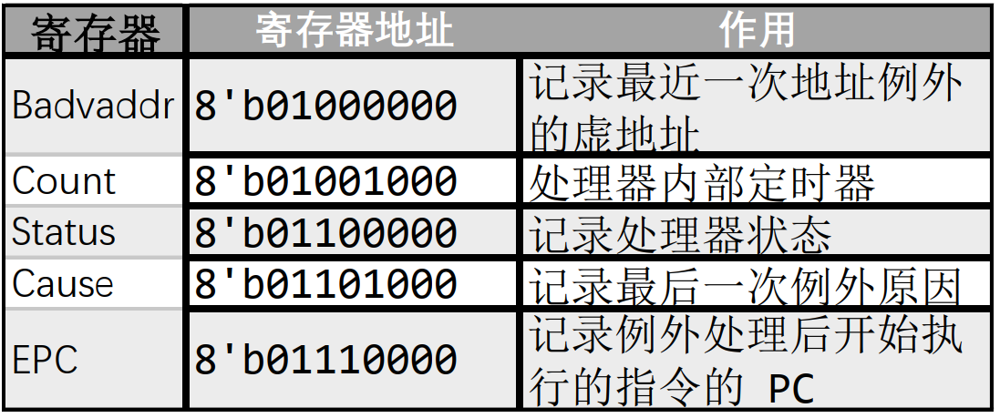 寄存器 寄存器地址 作用
Badvaddr 8'b01000000 记录最近一次地址例外
的虚地址
Count 8'b01001000 处理器内部定时器
Status 8'b01100000 记录处理器状态
Cause 8'b01101000 记录最后一次例外原因
EPC 8'b01110000 记录例外处理后开始执
行的指令的 PC